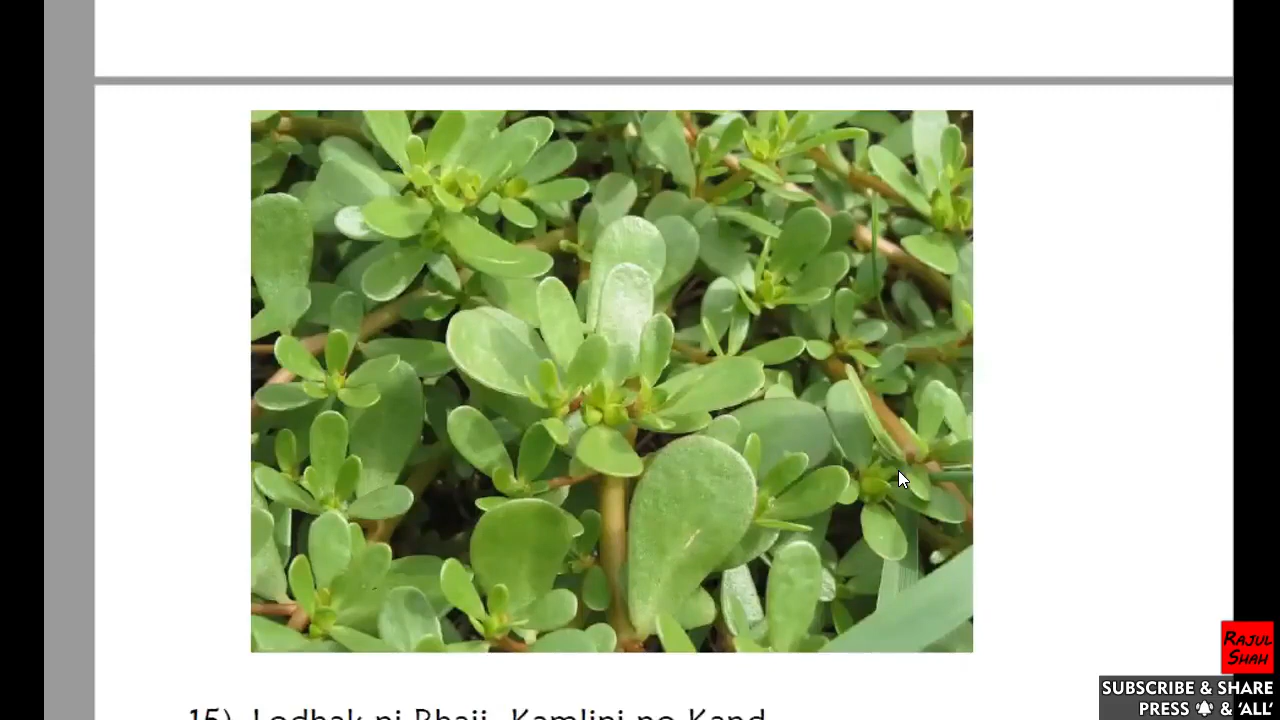 15) Lodhak ni Bhaji, Kamlini no Kand
RAJUL
SHAH
SUBSCRIBE & SHARE
PRESS & ‘ALL’